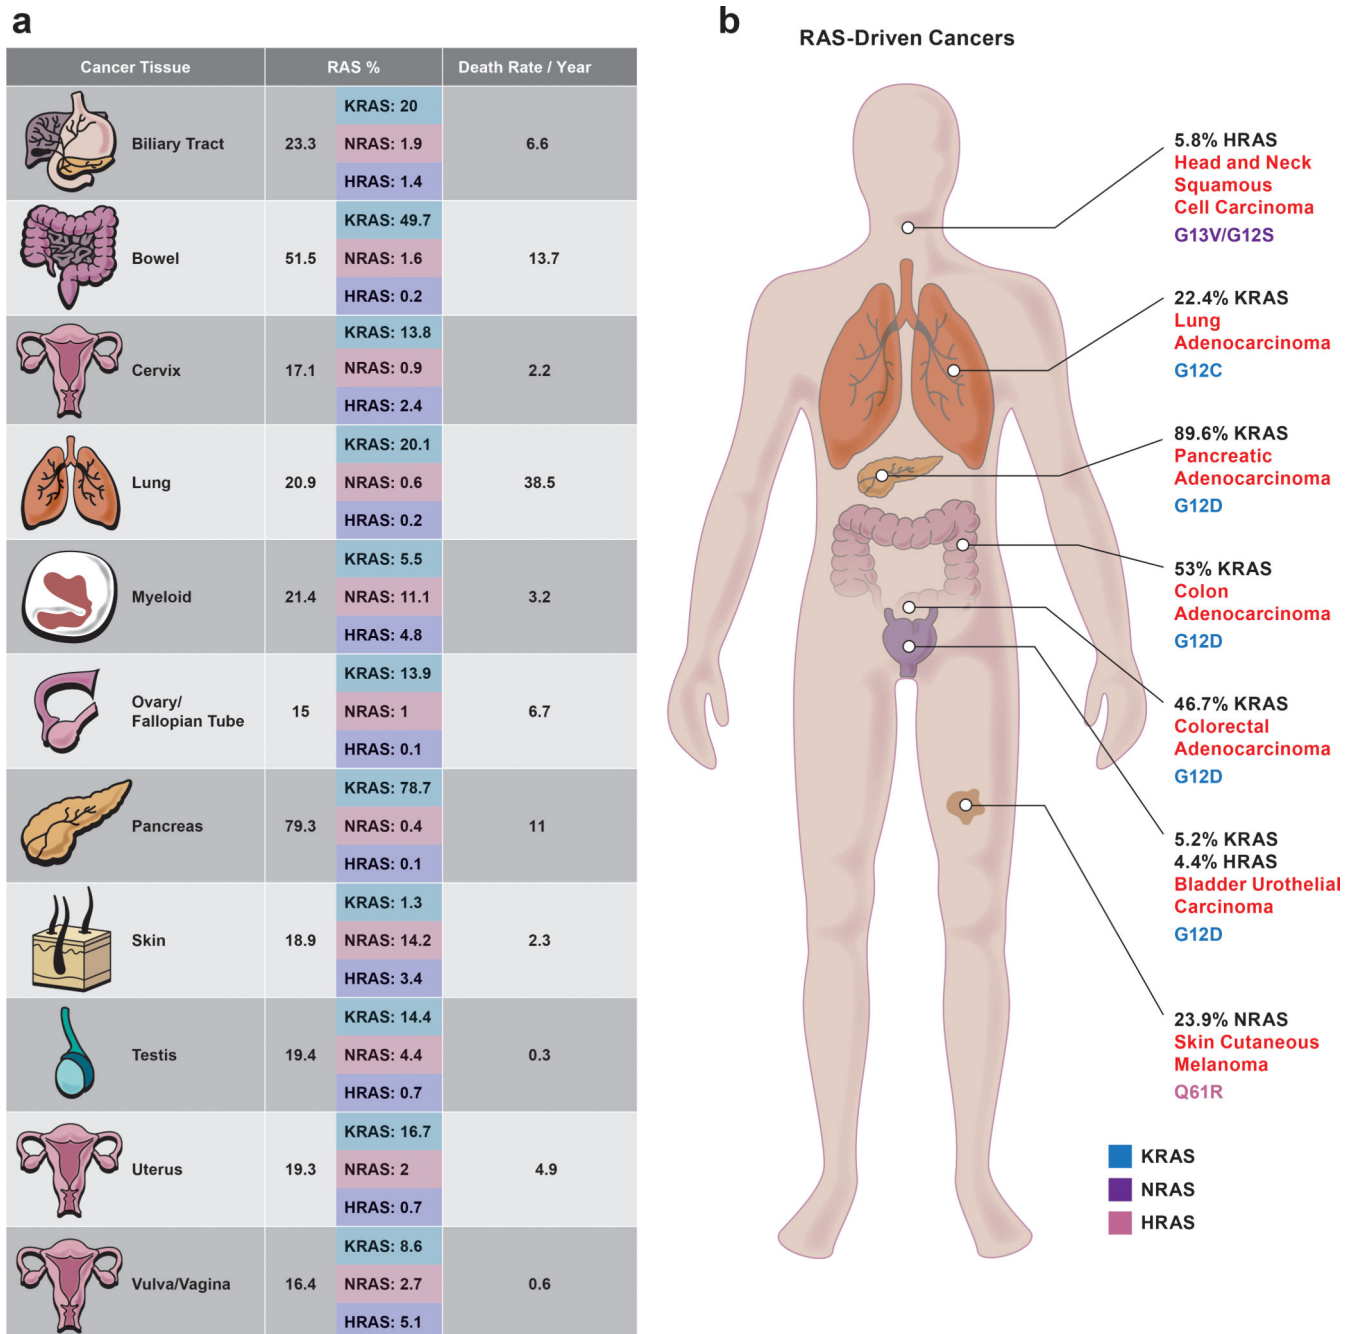 a
Cancer Tissue RAS % Death Rate / Year
KRAS: 20
Biliary Tract 23.3 NRAS: 1.9 6.6
HRAS: 1.4
KRAS: 49.7
Bowel 51.5 NRAS: 1.6 13.7
HRAS: 0.2
KRAS: 13.8
Cervix 17.1 NRAS: 0.9 2.2
HRAS: 2.4
KRAS: 20.1
Lung 20.9 NRAS: 0.6 38.5
HRAS: 0.2
KRAS: 5.5
Myeloid 21.4 NRAS: 11.1 3.2
HRAS: 4.8
KRAS: 13.9
Ovary/
Fallopian Tube 15 NRAS: 1 6.7
HRAS: 0.1
KRAS: 78.7
Pancreas 79.3 NRAS: 0.4 11
HRAS: 0.1
KRAS: 1.3
Skin 18.9 NRAS: 14.2 2.3
HRAS: 3.4
KRAS: 14.4
Testis 19.4 NRAS: 4.4 0.3
HRAS: 0.7
KRAS: 16.7
Uterus 19.3 NRAS: 2 4.9
HRAS: 0.7
KRAS: 8.6
Vulva/Vagina 16.4 NRAS: 2.7 0.6
HRAS: 5.1
b
RAS-Driven Cancers
5.8% HRAS
Head and Neck
Squamous
Cell Carcinoma
G13V/G12S
22.4% KRAS
Lung
Adenocarcinoma
G12C
89.6% KRAS
Pancreatic
Adenocarcinoma
G12D
53% KRAS
Colon
Adenocarcinoma
G12D
46.7% KRAS
Colorectal
Adenocarcinoma
G12D
5.2% KRAS
4.4% HRAS
Bladder Urothelial
Carcinoma
G12D
23.9% NRAS
Skin Cutaneous
Melanoma
Q61R
KRAS
NRAS
HRAS